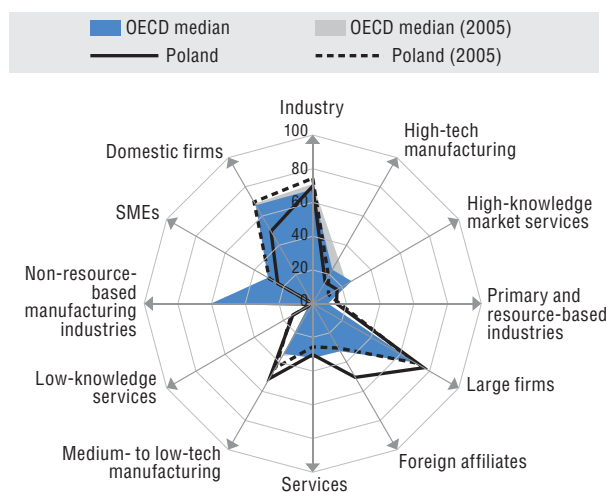 OECD median
OECD median (2005)
Poland
Poland (2005)
Industry
100
80
60
40
20
0
High-tech
manufacturing
High-knowledge
market services
Primary and
resource-based
industries
Large firms
Foreign affiliates
Services
Medium- to low-tech
manufacturing
Low-knowledge
services
Non-resource-
based
manufacturing
industries
SMEs
Domestic firms